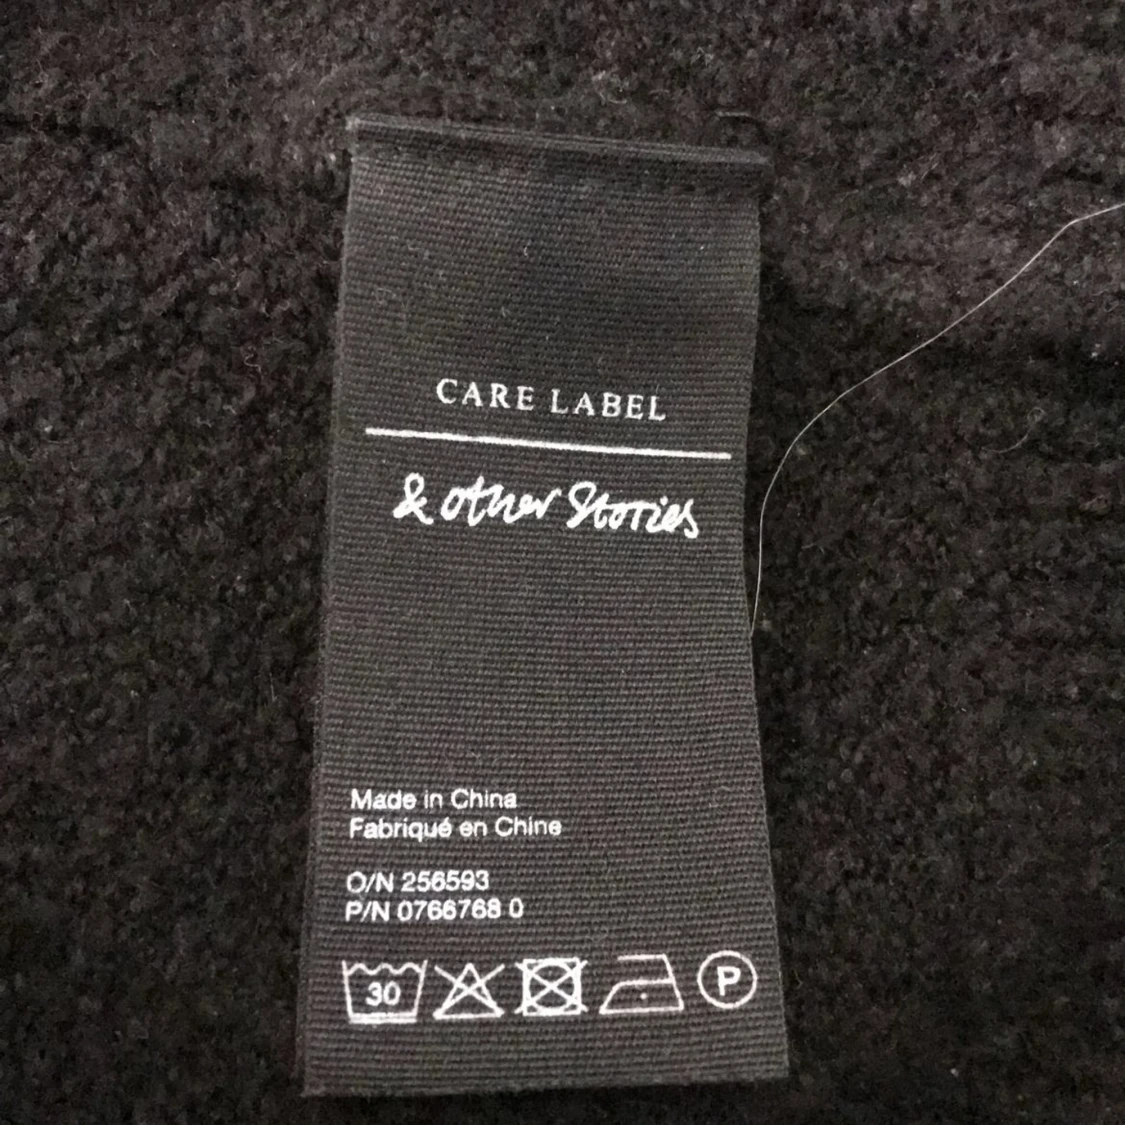 CARE LABEL
& other Stories
Made in China
Fabriqué en Chine
O/N 256593
P/N 0766768 0
30
P